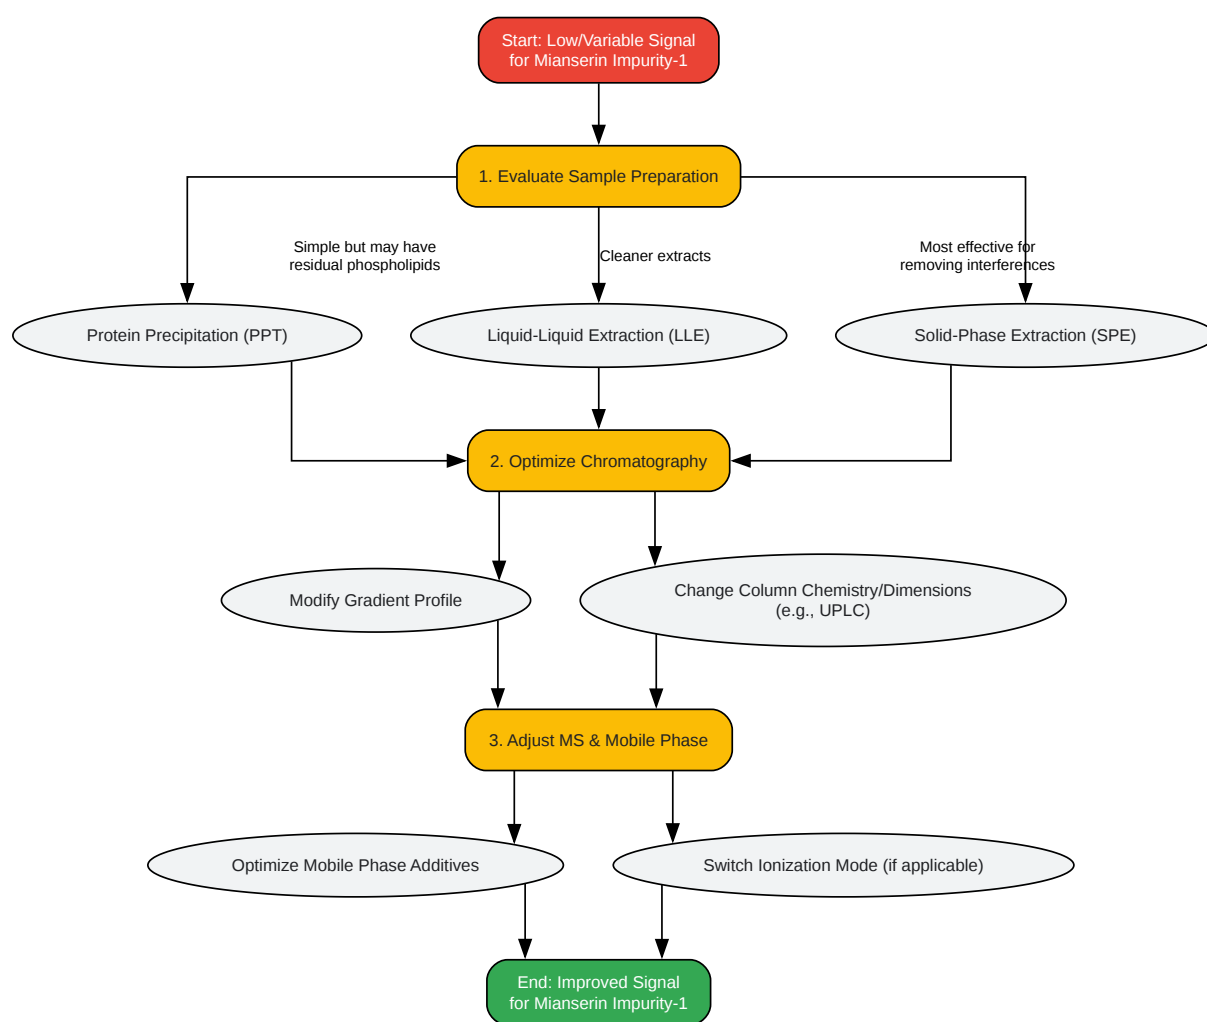 Start: Low/Variable Signal
for Mianserin Impurity-1
1. Evaluate Sample Preparation
Simple but may have
residual phospholipids
Cleaner extracts
Most effective for
removing interferences
Protein Precipitation (PPT)
Liquid-Liquid Extraction (LLE)
Solid-Phase Extraction (SPE)
2. Optimize Chromatography
Modify Gradient Profile
Change Column Chemistry/Dimensions
(e.g., UPLC)
3. Adjust MS & Mobile Phase
Optimize Mobile Phase Additives
Switch Ionization Mode (if applicable)
End: Improved Signal
for Mianserin Impurity-1